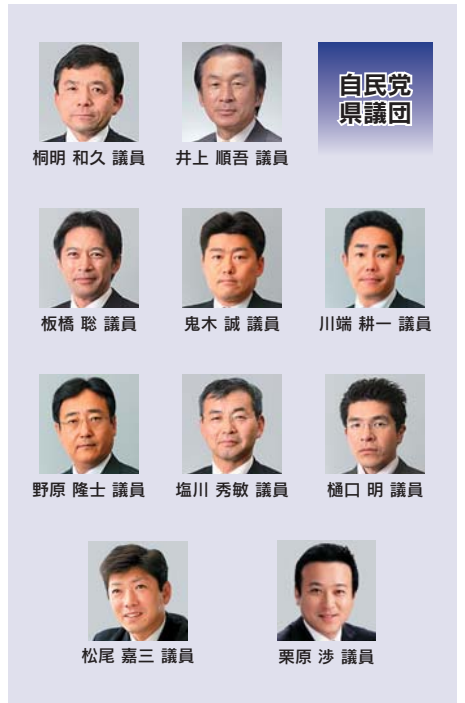 自民党
県議団
桐明 和久 議員
井上 順吾 議員
板橋 聡 議員
鬼木 誠 議員
川端 耕一 議員
野原 隆士 議員
塩川 秀敏 議員
樋口 明 議員
松尾 嘉三 議員
栗原 渉 議員